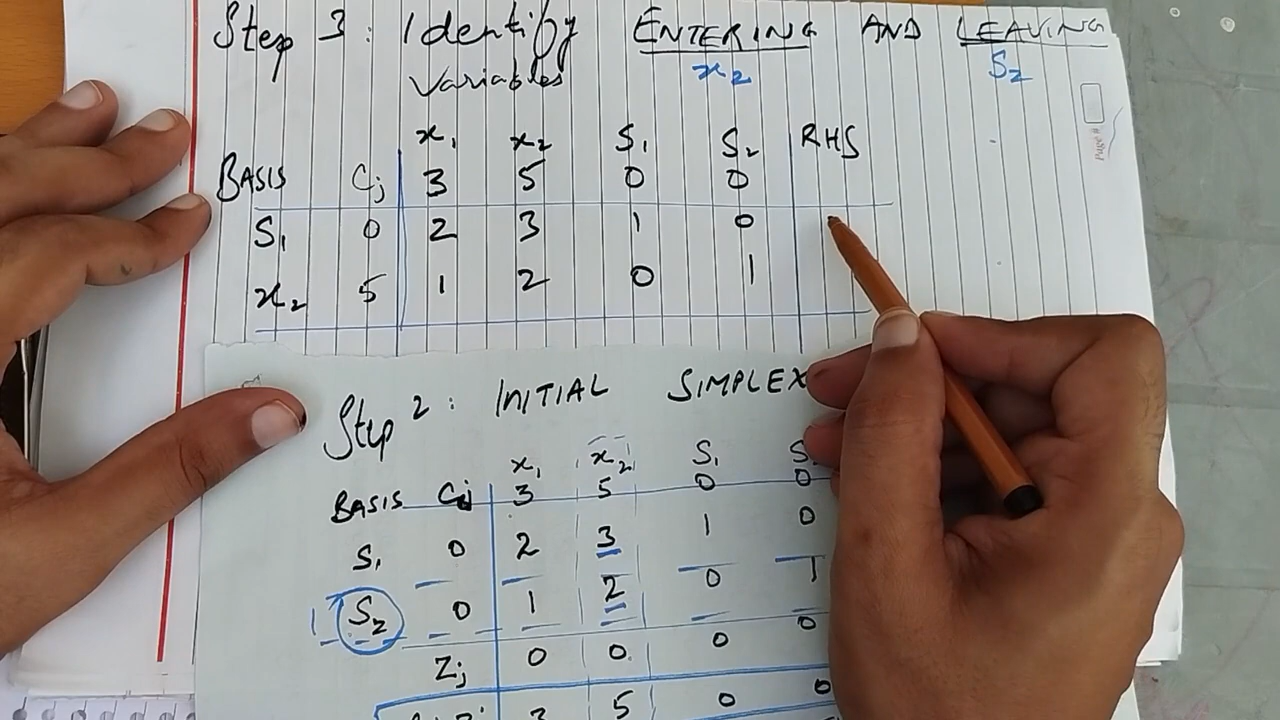 Step 3: Identify ENTERING AND LEAVING
Variables x₂ S₂
Page #
x₁ x₂ S₁ S₂ RHS
BASIS Cj 3 5 0 0
S₁ 0 2 3 1 0
x₂ 5 1 2 0 1
Step 2: INITIAL SIMPLEX
x₁ x₂ S₁ S
BASIS Cj 3 5 0 0
S₁ 0 2 3 1 0
S₂ 0 1 2 0 1
Zj 0 0 0 0
3 5 0 0